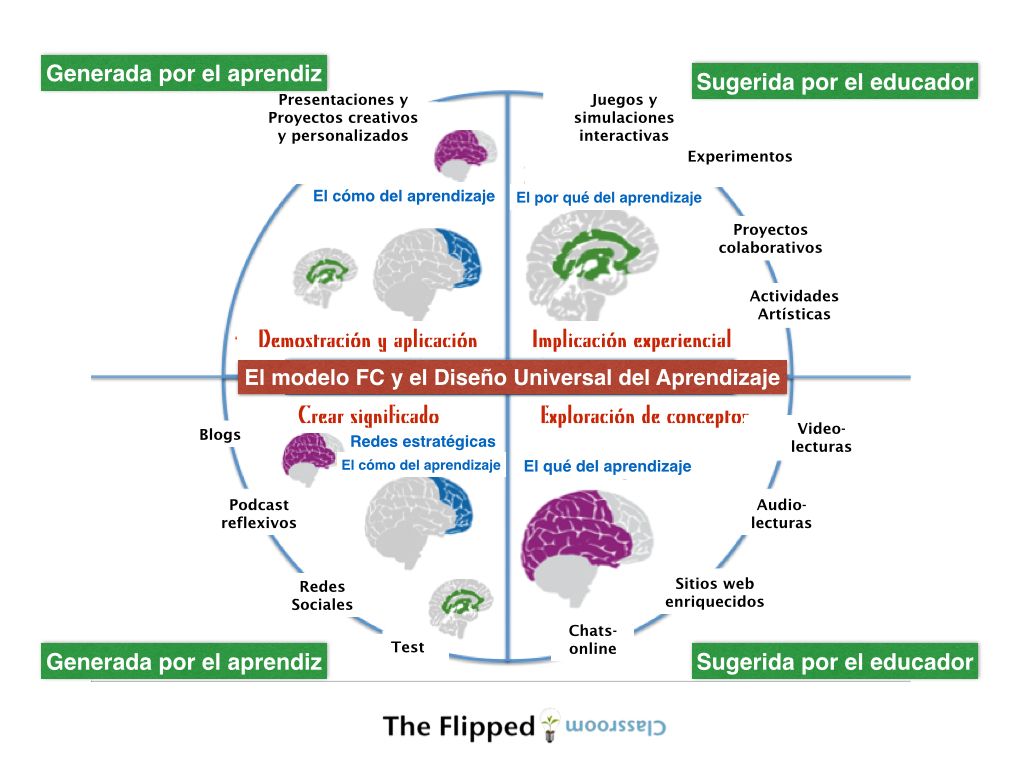 Generada por el aprendiz
Sugerida por el educador
Presentaciones y
Proyectos creativos
y personalizados
Juegos y
simulaciones
interactivas
Experimentos
El cómo del aprendizaje
El por qué del aprendizaje
Proyectos
colaborativos
Actividades
Artísticas
Demostración y aplicación
Implicación experiencial
El modelo FC y el Diseño Universal del Aprendizaje
Crear significado
Exploración de conceptos
Blogs
Redes estratégicas
Video-
lecturas
El cómo del aprendizaje
El qué del aprendizaje
Podcast
reflexivos
Audio-
lecturas
Redes
Sociales
Sitios web
enriquecidos
Test
Chats-
online
Generada por el aprendiz
Sugerida por el educador
The Flipped Classroom